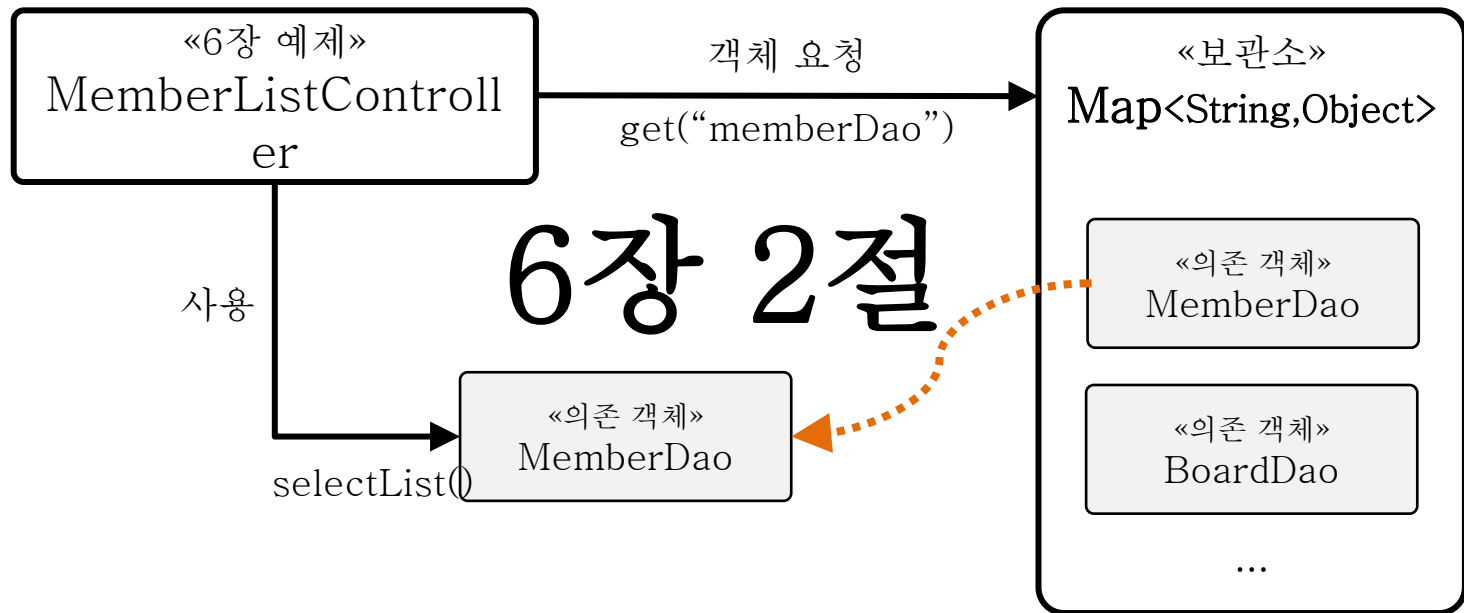 «6장 예제»
MemberListControll
er
객체 요청
get(“memberDao”)
«보관소»
Map<String,Object>
6장 2절
사용
«의존 객체»
MemberDao
selectList()
«의존 객체»
MemberDao
«의존 객체»
BoardDao
...